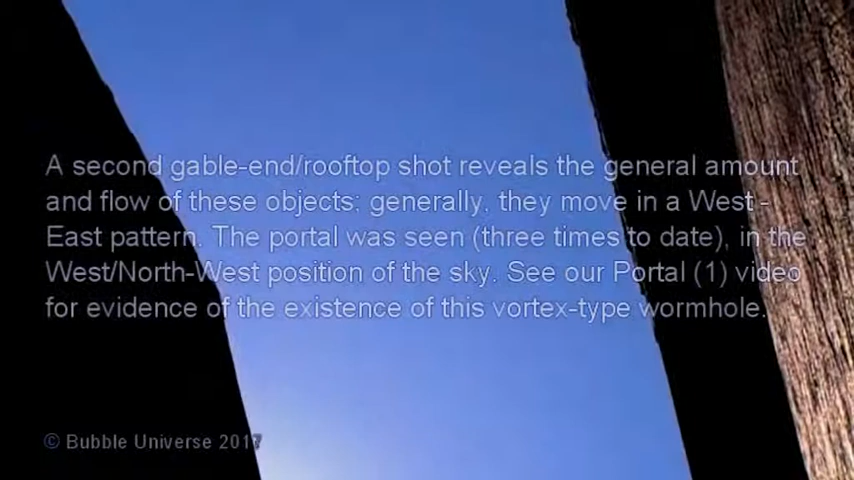 A second gable-end/rooftop shot reveals the general amount
and flow of these objects: generally, they move in a West -
East pattern. The portal was seen (three times to date), in the
West/North-West position of the sky. See our Portal (1) video
for evidence of the existence of this vortex-type wormhole.
© Bubble Universe 2017